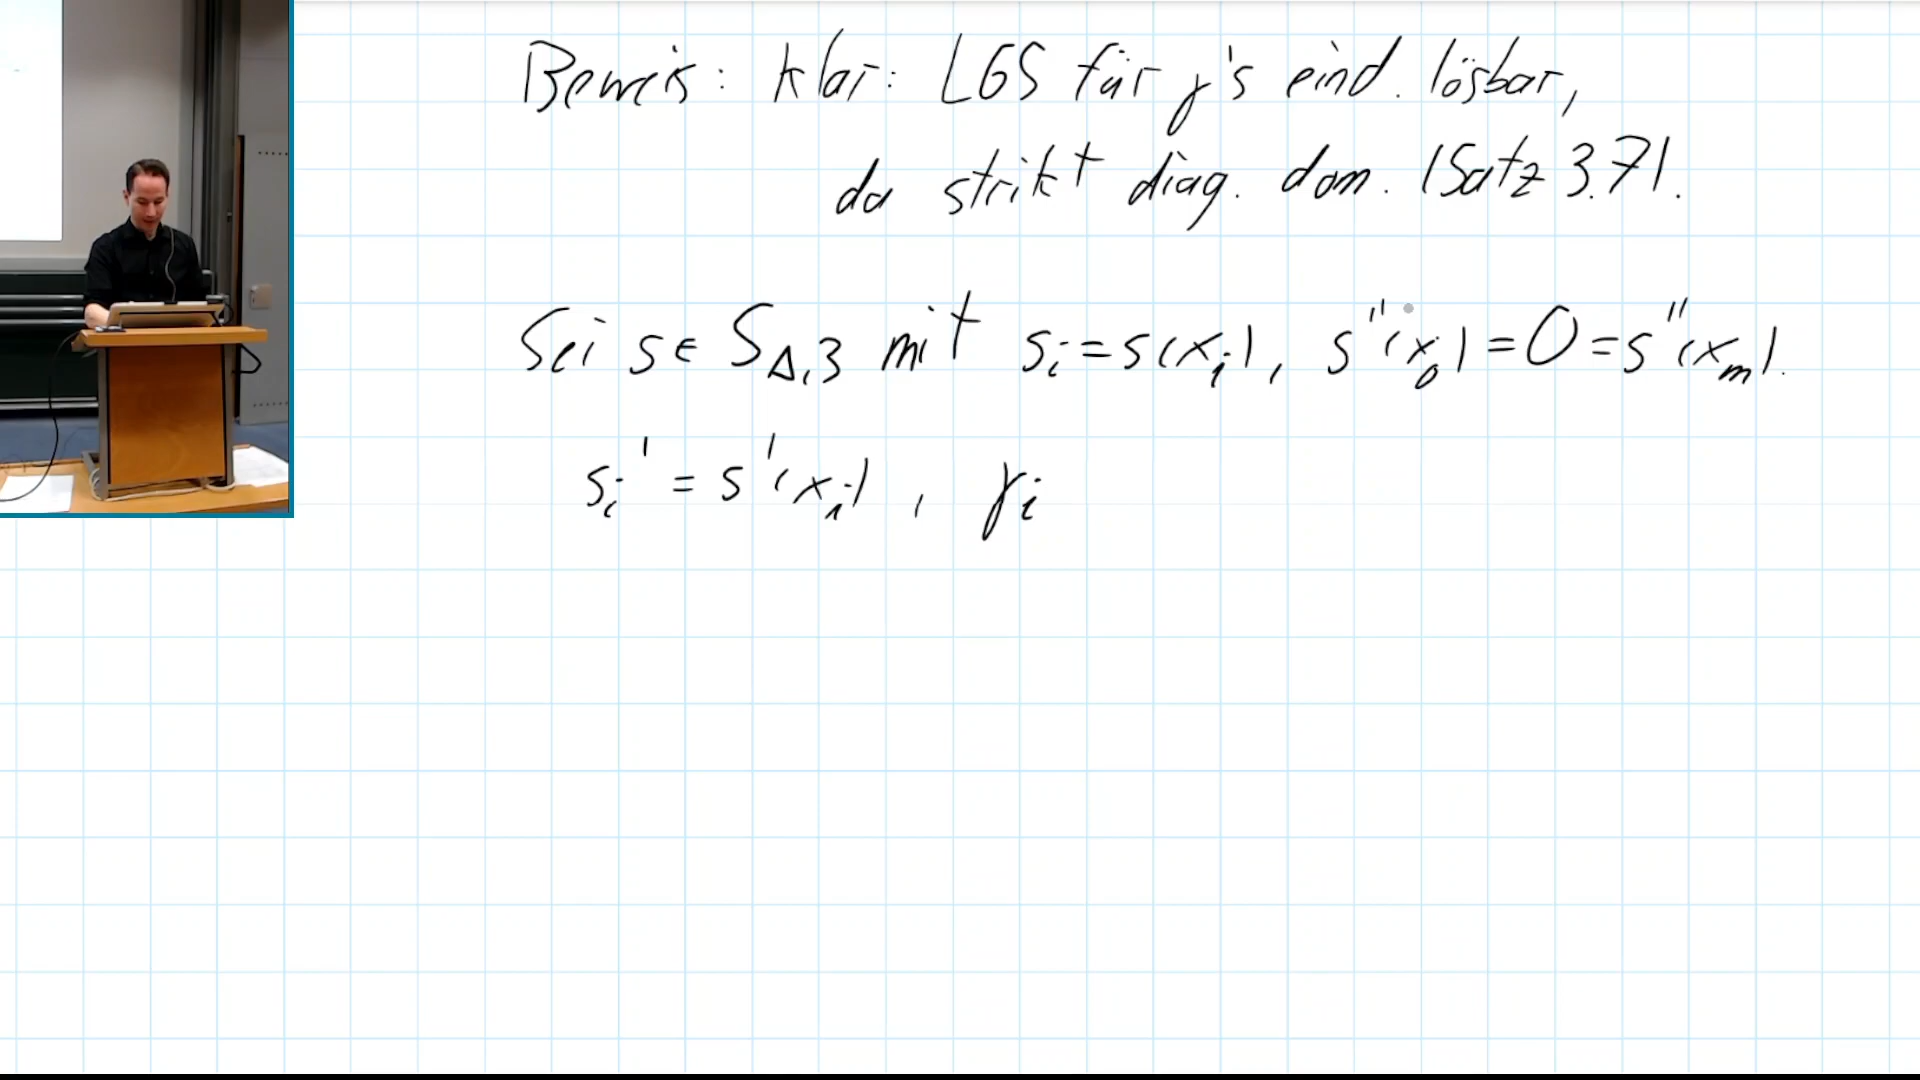 Beweis: Klar: LGS für γ's eind. lösbar,
da strikt diag. dom. (Satz 3.7).
Sei s ∈ S_{Δ,3} mit s_i = s(x_i), s''(x_0) = 0 = s''(x_m).
s_i' = s'(x_i), γ_i